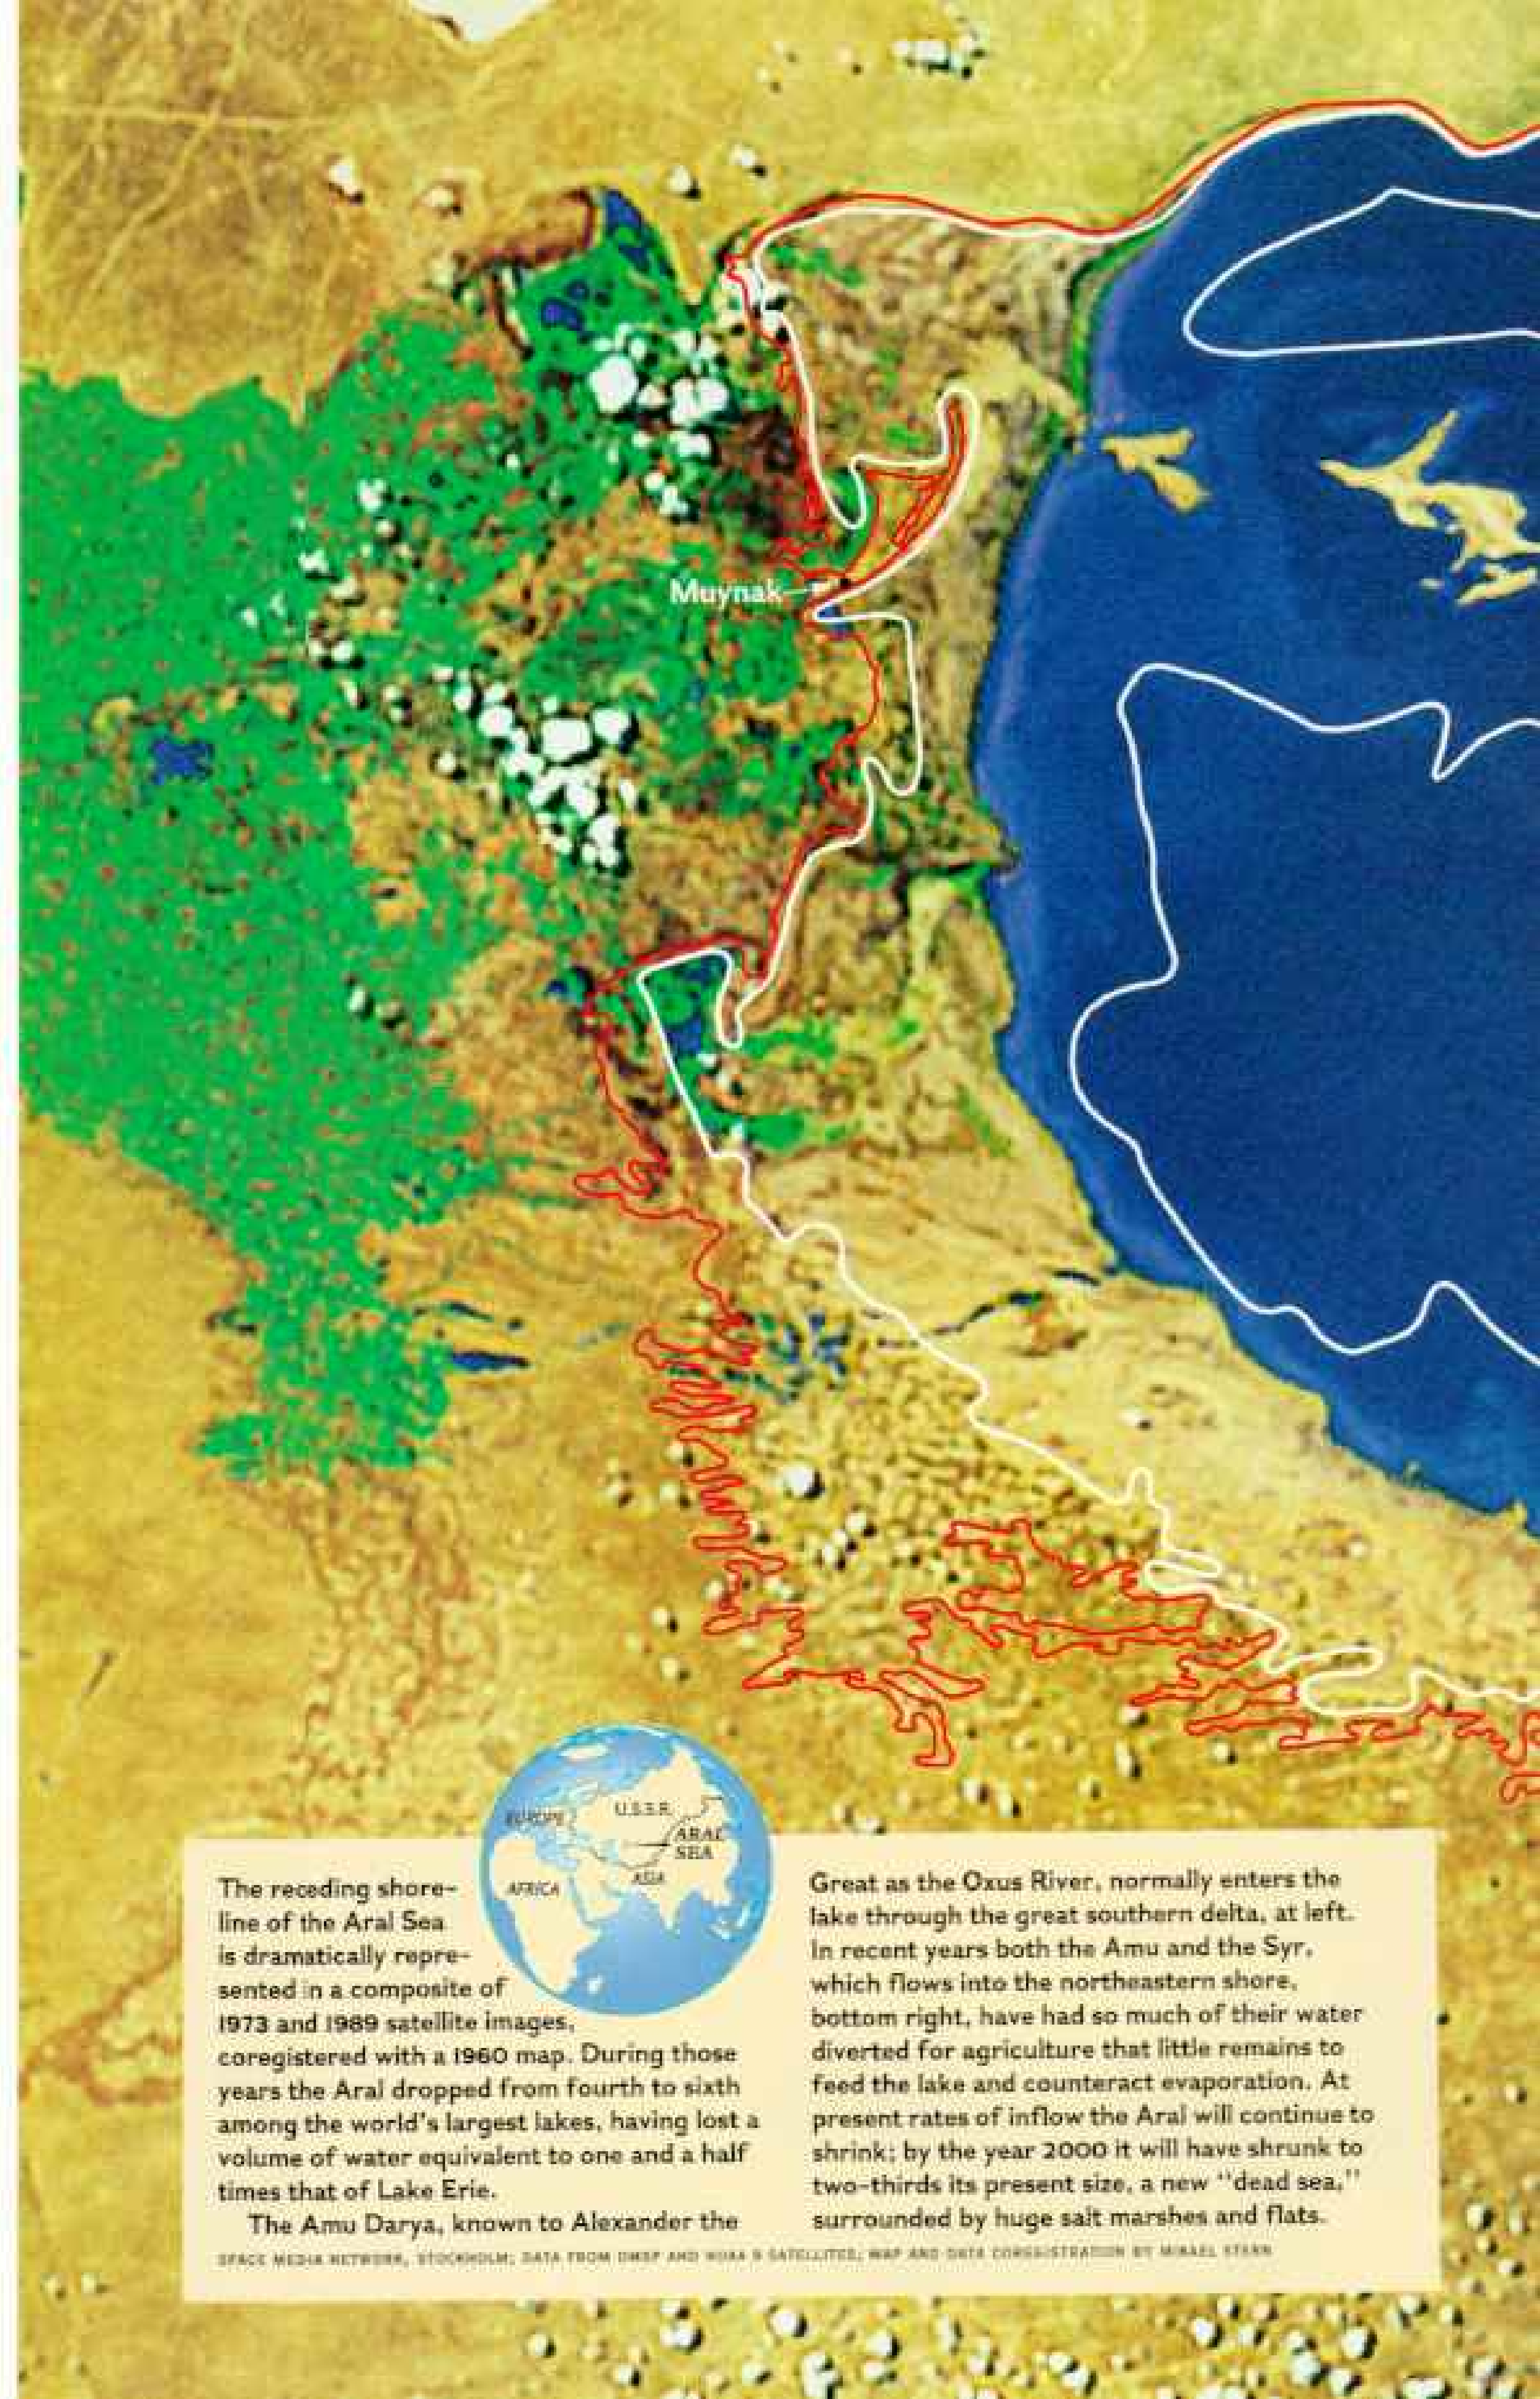 Muynak
EUROPE
U.S.S.R.
ARAL
SEA
ASIA
AFRICA
The receding shore-
line of the Aral Sea
is dramatically repre-
sented in a composite of
1973 and 1989 satellite images,
coregistered with a 1960 map. During those
years the Aral dropped from fourth to sixth
among the world's largest lakes, having lost a
volume of water equivalent to one and a half
times that of Lake Erie.
The Amu Darya, known to Alexander the
Great as the Oxus River, normally enters the
lake through the great southern delta, at left.
In recent years both the Amu and the Syr,
which flows into the northeastern shore,
bottom right, have had so much of their water
diverted for agriculture that little remains to
feed the lake and counteract evaporation. At
present rates of inflow the Aral will continue to
shrink; by the year 2000 it will have shrunk to
two-thirds its present size, a new "dead sea,"
surrounded by huge salt marshes and flats.
SPACE MEDIA NETWORK, STOCKHOLM; DATA FROM DMSP AND NOAA 9 SATELLITES; MAP AND DATA COREGISTRATION BY MIKAEL STERN